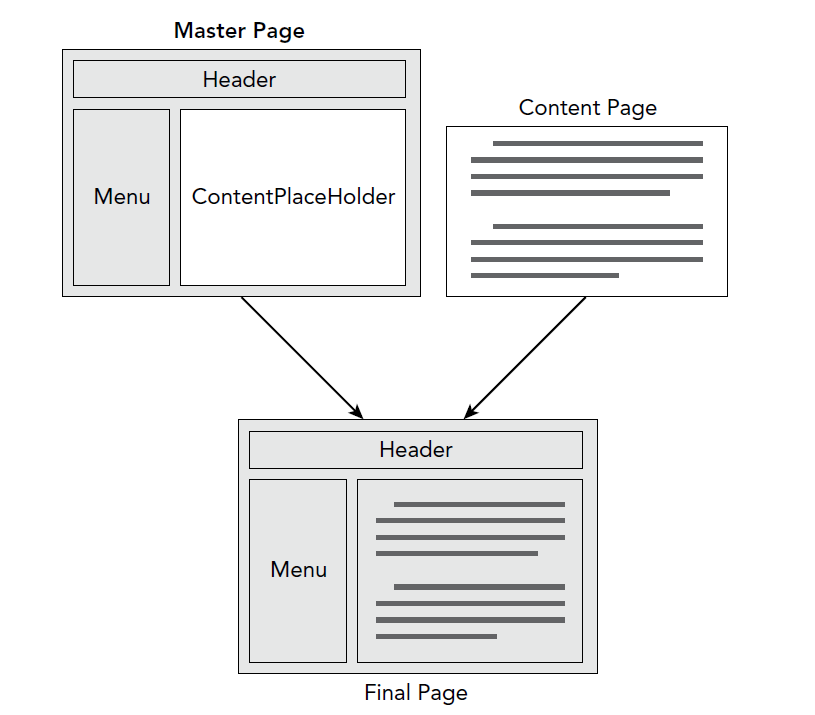 Master Page
Header
Menu
ContentPlaceHolder
Content Page
Header
Menu
Final Page